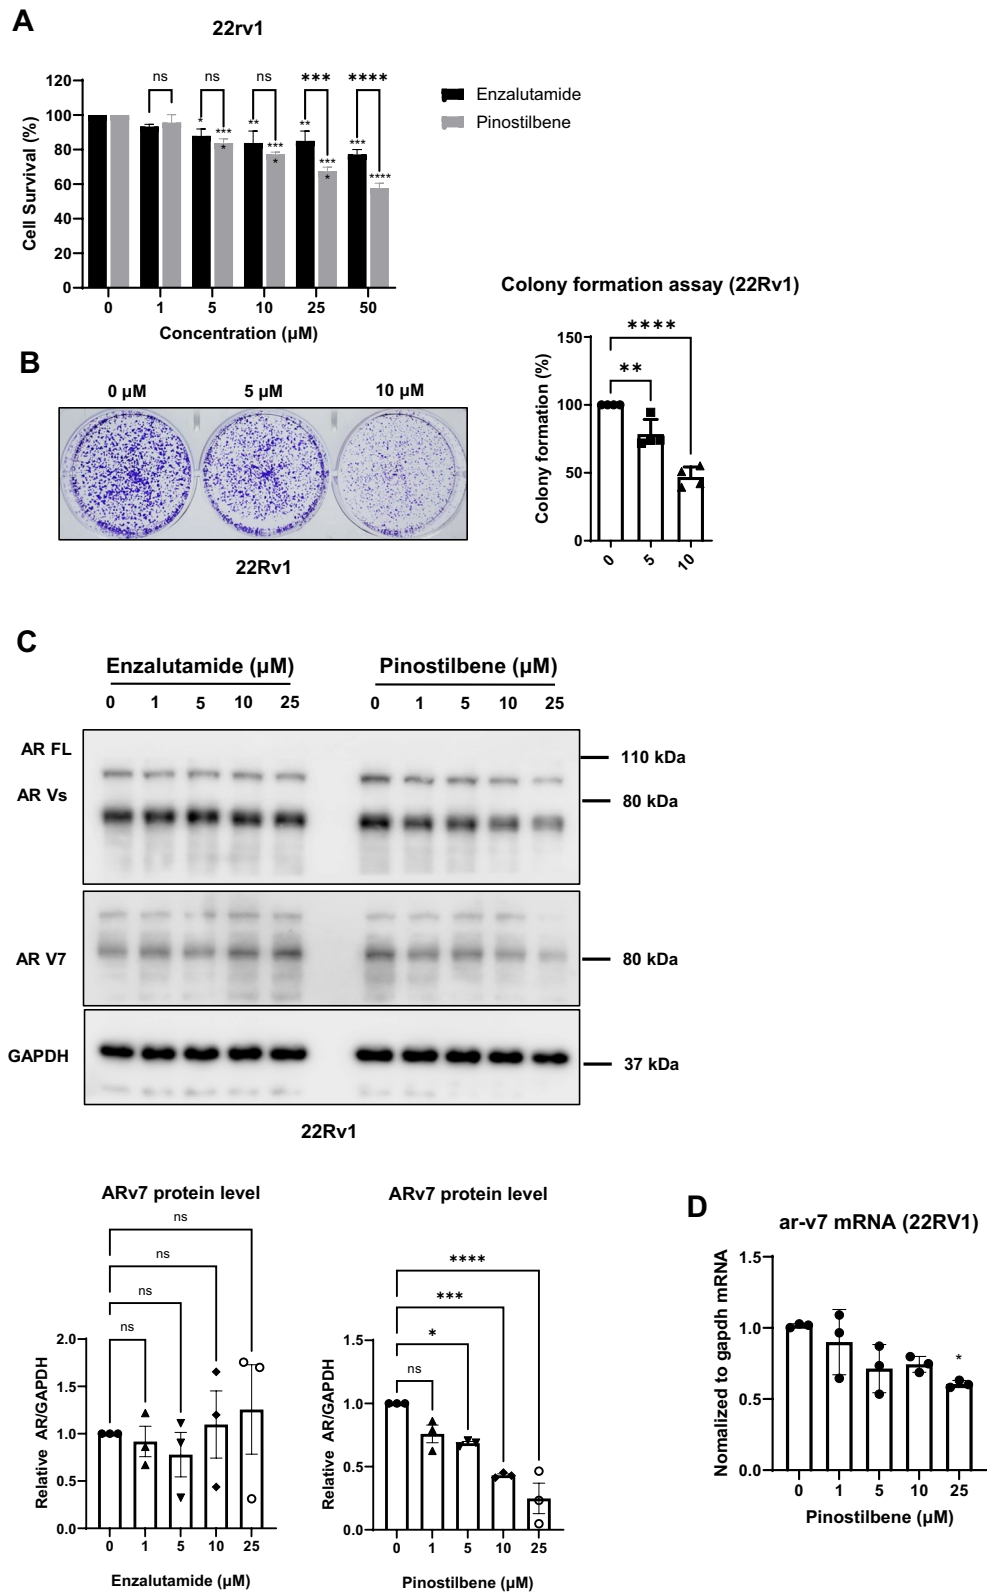 A
22rv1
Cell Survival (%)
120
100
80
60
40
20
0
ns
ns
ns
***
****
*
***
*
**
***
*
**
***
*
***
****
0 1 5 10 25 50
Concentration (µM)
Enzalutamide
Pinostilbene
B
0 µM 5 µM 10 µM
22Rv1
Colony formation assay (22Rv1)
Colony formation (%)
150
100
50
0
****
**
0 5 10
C
Enzalutamide (µM) Pinostilbene (µM)
0 1 5 10 25 0 1 5 10 25
AR FL
110 kDa
AR Vs
80 kDa
AR V7
80 kDa
GAPDH
37 kDa
22Rv1
ARv7 protein level
Relative AR/GAPDH
2.0
1.5
1.0
0.5
0.0
ns
ns
ns
ns
0 1 5 10 25
Enzalutamide (µM)
ARv7 protein level
Relative AR/GAPDH
1.5
1.0
0.5
0.0
****
***
*
ns
0 1 5 10 25
Pinostilbene (µM)
D
ar-v7 mRNA (22RV1)
Nomalized to gapdh mRNA
1.5
1.0
0.5
0.0
*
0 1 5 10 25
Pinostilbene (µM)